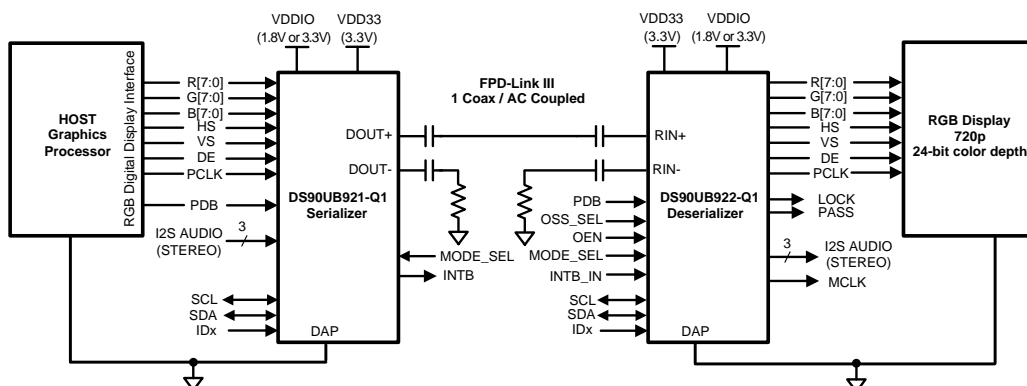 VDDIO
(1.8V or 3.3V)
VDD33
(3.3V)
VDD33
(3.3V)
VDDIO
(1.8V or 3.3V)
HOST
Graphics
Processor
RGB Digital Display Interface
R[7:0]
G[7:0]
B[7:0]
HS
VS
DE
PCLK
PDB
I2S AUDIO
(STEREO)
3
SCL
SDA
IDx
DOUT+
DOUT-
DS90UB921-Q1
Serializer
MODE_SEL
INTB
DAP
FPD-Link III
1 Coax / AC Coupled
RIN+
RIN-
DS90UB922-Q1
Deserializer
PDB
OSS_SEL
OEN
MODE_SEL
INTB_IN
SCL
SDA
IDx
DAP
R[7:0]
G[7:0]
B[7:0]
HS
VS
DE
PCLK
LOCK
PASS
3
I2S AUDIO
(STEREO)
MCLK
RGB Display
720p
24-bit color depth